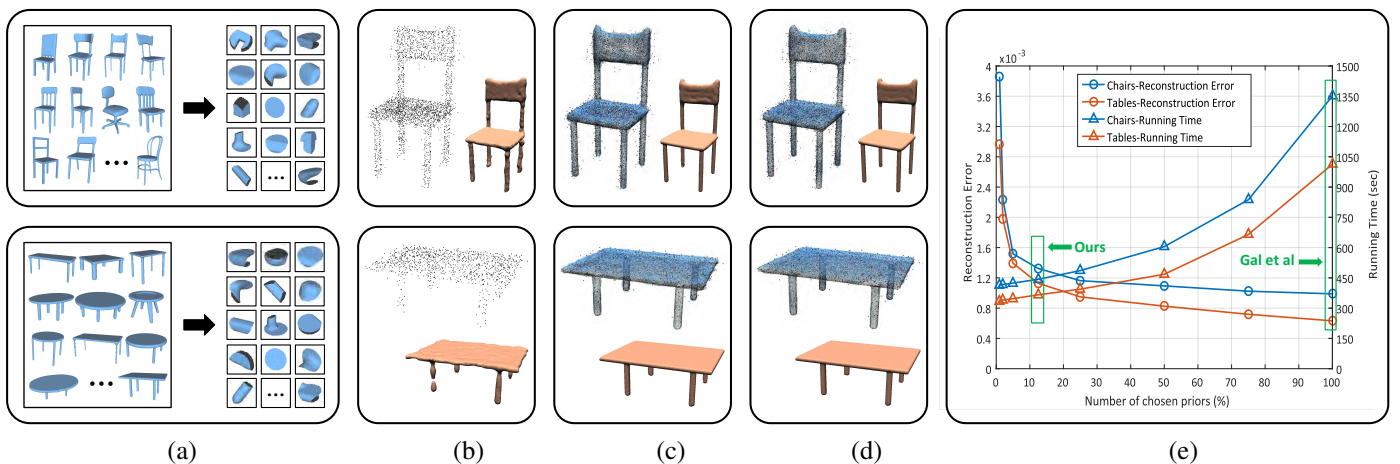 ×10⁻³
4
3.6
3.2
2.8
2.4
2
1.6
1.2
0.8
0.4
0
Reconstruction Error
Chairs-Reconstruction Error
Tables-Reconstruction Error
Chairs-Running Time
Tables-Running Time
Ours
Gal et al
1500
1350
1200
1050
900
750
600
450
300
150
0
Running Time (sec)
0 10 20 30 40 50 60 70 80 90 100
Number of chosen priors (%)
(a) (b) (c) (d) (e)